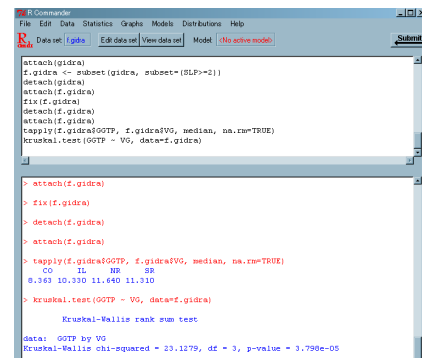 R Commander
File Edit Data Statistics Graphs Models Distributions Help
R cmdr Data set: f.gidra Edit data set View data set Model: <No active model> Submit
attach(gidra)
f.gidra <- subset(gidra, subset=(SLP>=2))
detach(gidra)
attach(f.gidra)
fix(f.gidra)
detach(f.gidra)
attach(f.gidra)
tapply(f.gidra$GGTP, f.gidra$VG, median, na.rm=TRUE)
kruskal.test(GGTP ~ VG, data=f.gidra)
> attach(f.gidra)
> fix(f.gidra)
> detach(f.gidra)
> attach(f.gidra)
> tapply(f.gidra$GGTP, f.gidra$VG, median, na.rm=TRUE)
CO IL NR SR
8.363 10.330 11.640 11.310
> kruskal.test(GGTP ~ VG, data=f.gidra)
Kruskal-Wallis rank sum test
data: GGTP by VG
Kruskal-Wallis chi-squared = 23.1279, df = 3, p-value = 3.798e-05